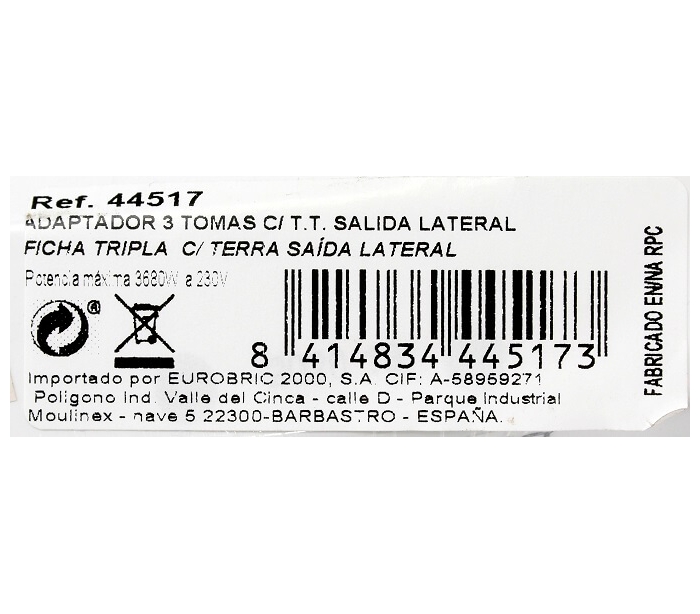 Ref. 44517
ADAPTADOR 3 TOMAS C/ T.T. SALIDA LATERAL
FICHA TRIPLA C/ TERRA SAÍDA LATERAL
Potencia máxima 3680W a 230V
®
8 414834 445173
Importado por EUROBRIC 2000, S.A. CIF: A-58959271
Poligono Ind. Valle del Cinca - calle D - Parque Industrial
Moulinex - nave 5 22300-BARBASTRO - ESPAÑA.
FABRICADO EN/NA RPC